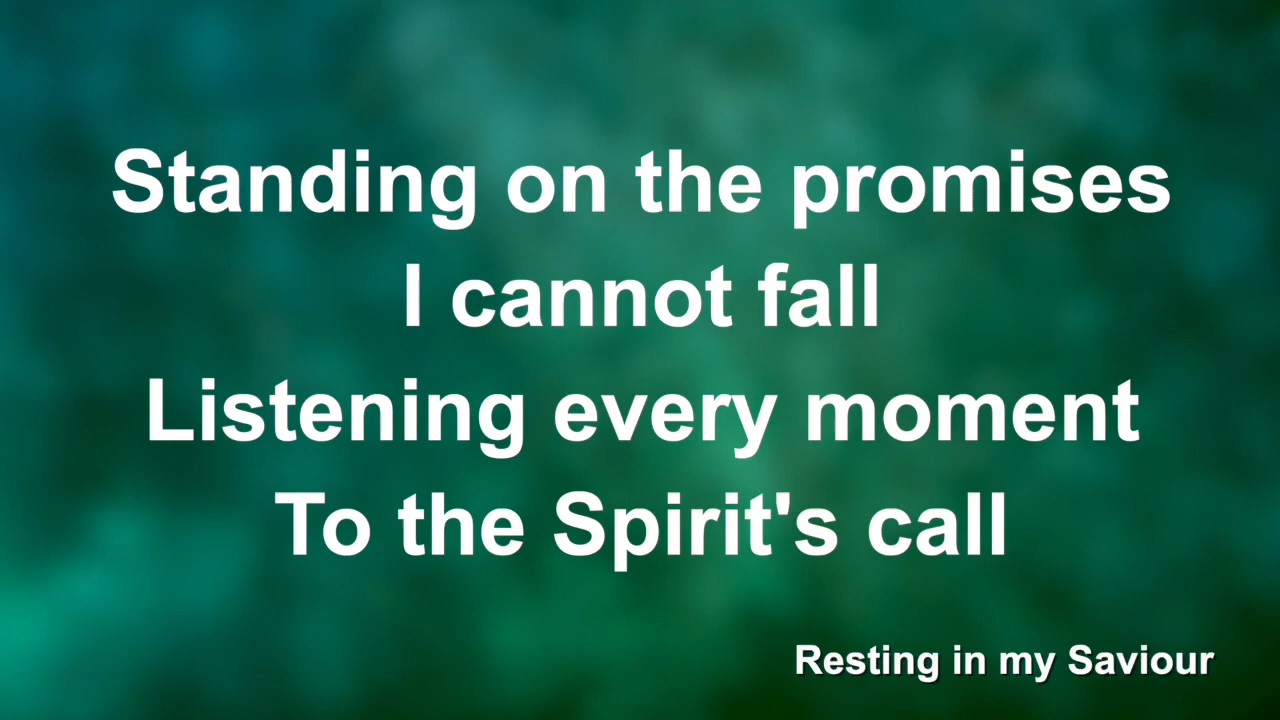 Standing on the promises
I cannot fall
Listening every moment
To the Spirit's call
Resting in my Saviour